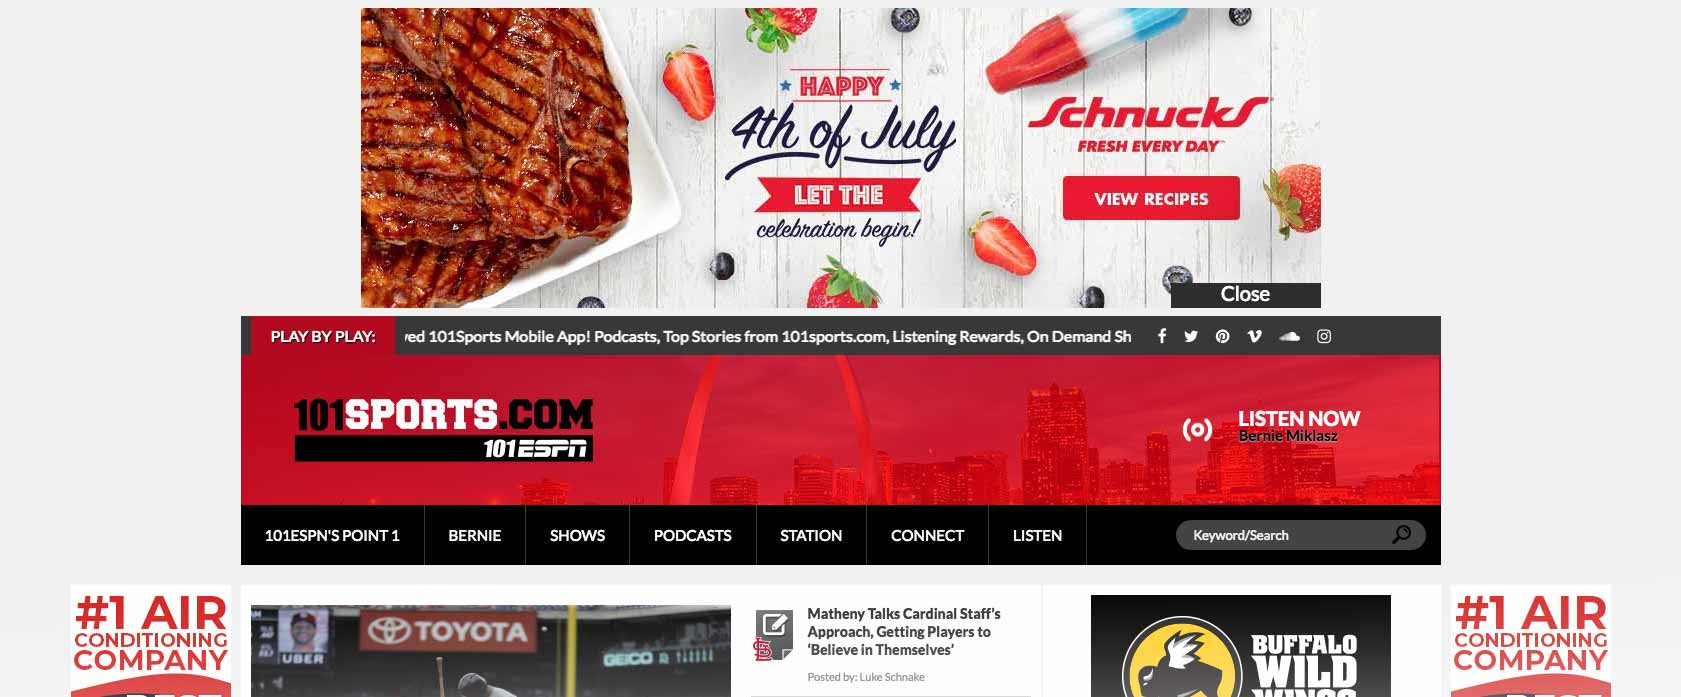 HAPPY
4th of July
LET THE
celebration begin!
Schnucks
FRESH EVERY DAY
VIEW RECIPES
Close
PLAY BY PLAY:
ved 101Sports Mobile App! Podcasts, Top Stories from 101sports.com, Listening Rewards, On Demand Sh
101SPORTS.COM
101 ESPN
LISTEN NOW
Bernie Miklasz
101ESPN'S POINT 1
BERNIE
SHOWS
PODCASTS
STATION
CONNECT
LISTEN
Keyword/Search
#1 AIR
CONDITIONING
COMPANY
UBER
TOYOTA
GEICO
Matheny Talks Cardinal Staff’s
Approach, Getting Players to
‘Believe in Themselves’
Posted by: Luke Schnake
BUFFALO
WILD
WINGS
#1 AIR
CONDITIONING
COMPANY